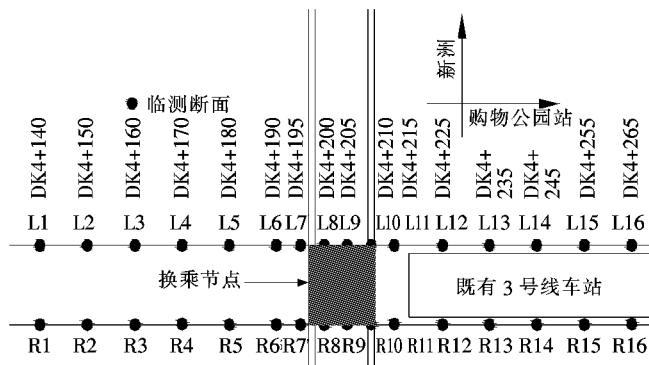 新洲
购物公园站
● 临测断面
DK4+140 DK4+150 DK4+160 DK4+170 DK4+180 DK4+190 DK4+195 DK4+200 DK4+205 DK4+210 DK4+215 DK4+225 DK4+235 DK4+245 DK4+255 DK4+265
L1 L2 L3 L4 L5 L6 L7 L8 L9 L10 L11 L12 L13 L14 L15 L16
换乘节点
既有 3 号线车站
R1 R2 R3 R4 R5 R6 R7 R8 R9 R10 R11 R12 R13 R14 R15 R16